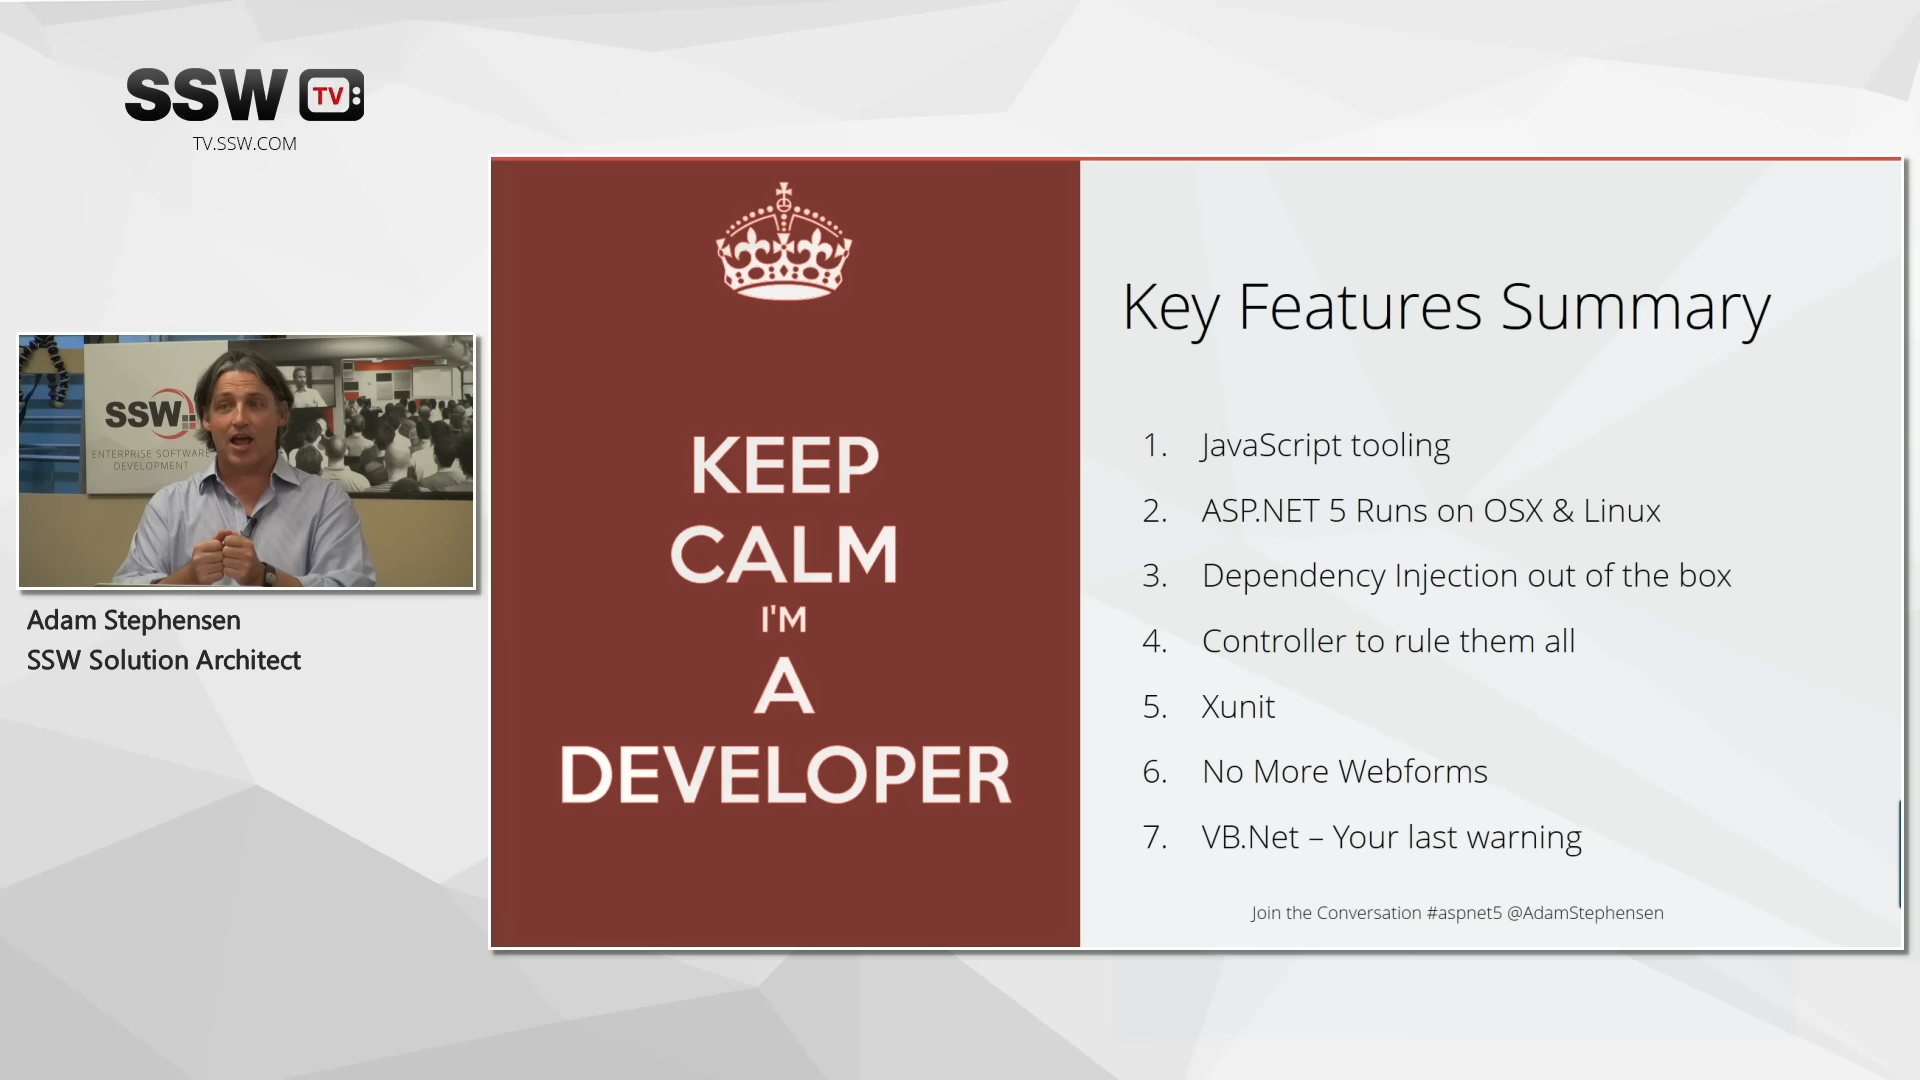 SSW TV:
TV.SSW.COM
SSW
ENTERPRISE SOFTWARE
DEVELOPMENT
Adam Stephensen
SSW Solution Architect
KEEP
CALM
I'M
A
DEVELOPER
Key Features Summary
1. JavaScript tooling
2. ASP.NET 5 Runs on OSX & Linux
3. Dependency Injection out of the box
4. Controller to rule them all
5. Xunit
6. No More Webforms
7. VB.Net – Your last warning
Join the Conversation #aspnet5 @AdamStephensen